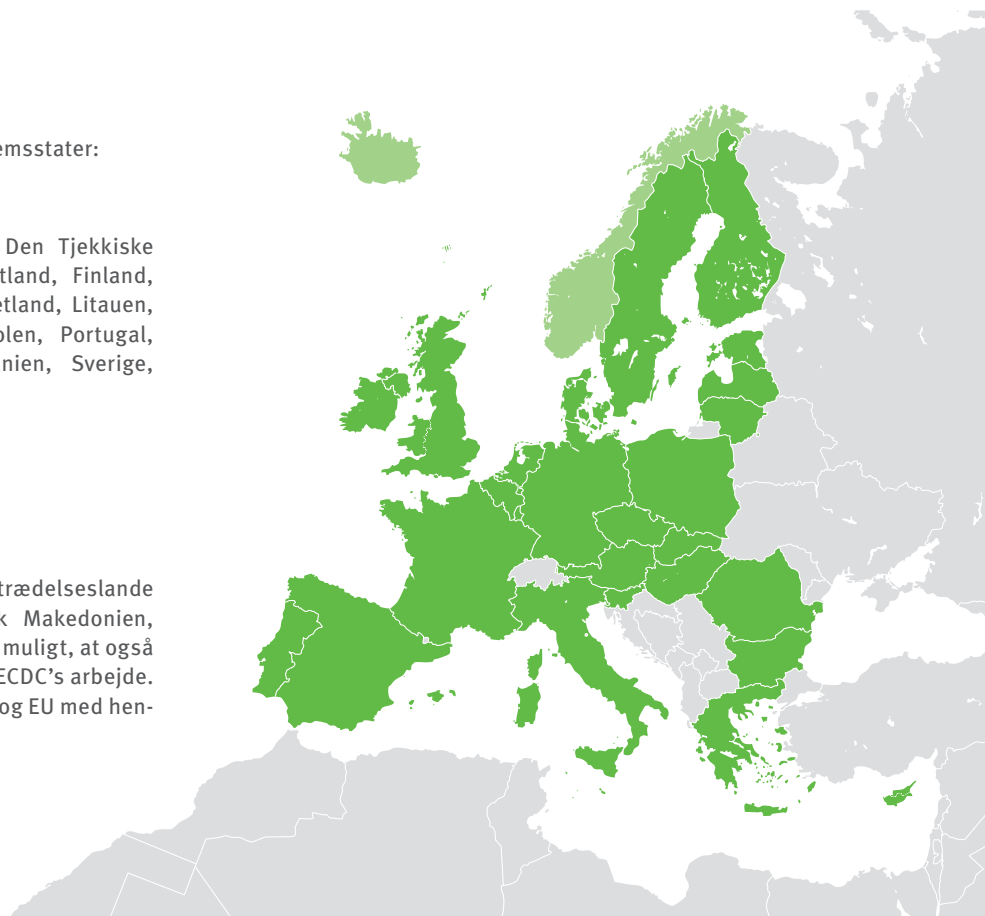 emsstater:
Den Tjekkiske
tland, Finland,
etland, Litauen,
olen, Portugal,
nien, Sverige,
trædelseslande
k Makedonien,
muligt, at også
ECDC’s arbejde.
og EU med hen-